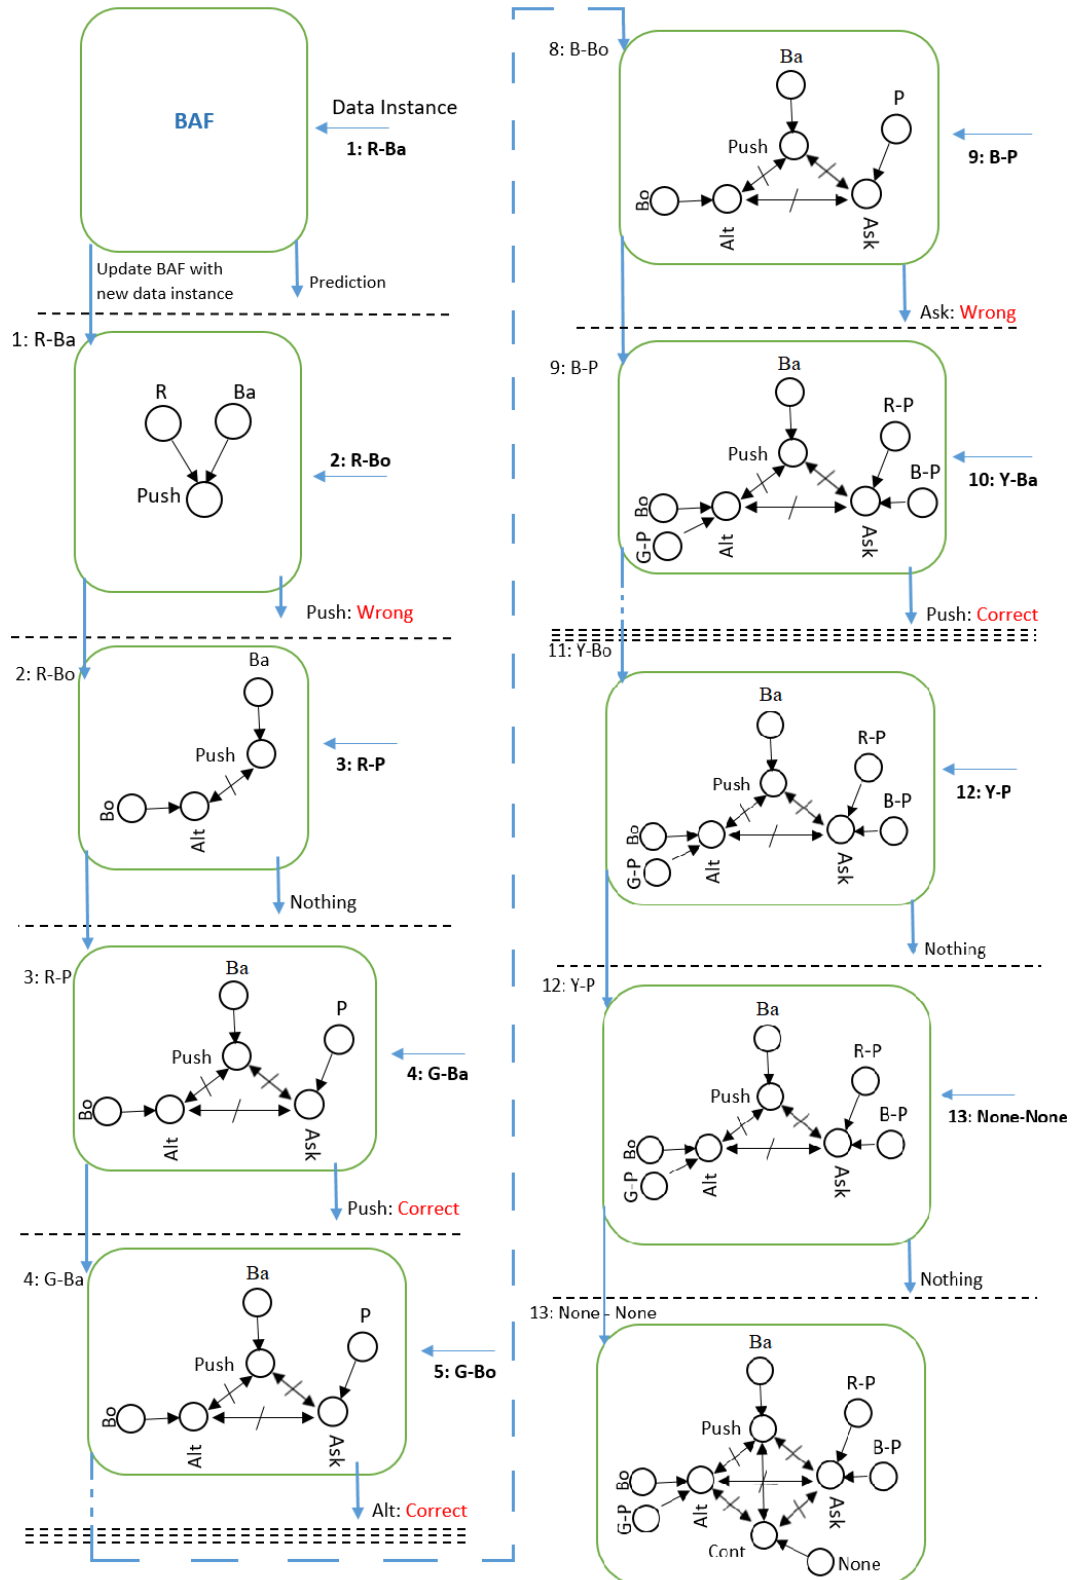 BAF
Data Instance
1: R-Ba
Update BAF with
new data instance
Prediction
1: R-Ba
R
Ba
Push
2: R-Bo
Push: Wrong
2: R-Bo
Ba
Push
Bo
Alt
3: R-P
Nothing
3: R-P
Ba
P
Push
Bo
Alt
Ask
4: G-Ba
Push: Correct
4: G-Ba
Ba
P
Push
Bo
Alt
Ask
5: G-Bo
Alt: Correct
8: B-Bo
Ba
P
Push
Bo
Alt
Ask
9: B-P
Ask: Wrong
9: B-P
Ba
R-P
Push
B-P
Bo
G-P
Alt
Ask
10: Y-Ba
Push: Correct
11: Y-Bo
Ba
R-P
Push
B-P
Bo
G-P
Alt
Ask
12: Y-P
Nothing
12: Y-P
Ba
R-P
Push
B-P
Bo
G-P
Alt
Ask
13: None-None
Nothing
13: None - None
Ba
R-P
Push
B-P
Bo
G-P
Alt
Ask
Cont
None